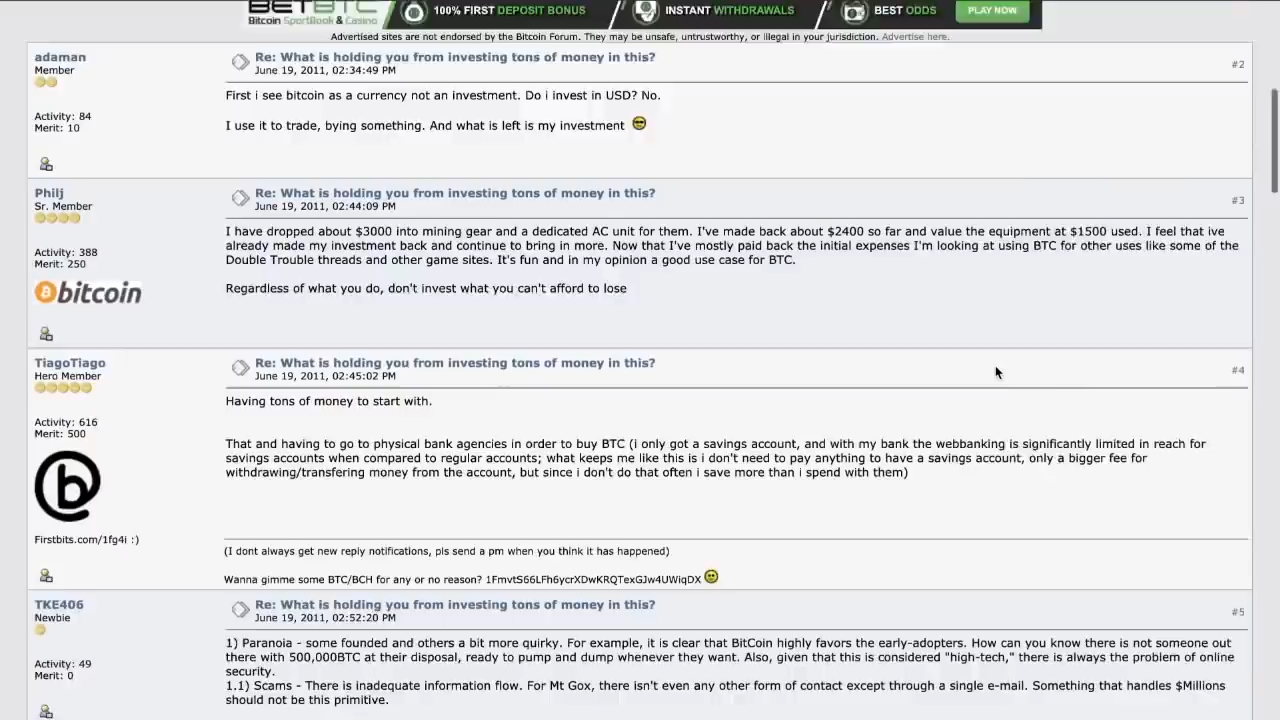 BETBTC
Bitcoin SportBook & Casino
100% FIRST DEPOSIT BONUS
INSTANT WITHDRAWALS
BEST ODDS
PLAY NOW
Advertised sites are not endorsed by the Bitcoin Forum. They may be unsafe, untrustworthy, or illegal in your jurisdiction. Advertise here.
adaman
Member
Activity: 84
Merit: 10
Re: What is holding you from investing tons of money in this?
June 19, 2011, 02:34:49 PM
#2
First i see bitcoin as a currency not an investment. Do i invest in USD? No.
I use it to trade, bying something. And what is left is my investment
Philj
Sr. Member
Activity: 388
Merit: 250
bitcoin
Re: What is holding you from investing tons of money in this?
June 19, 2011, 02:44:09 PM
#3
I have dropped about $3000 into mining gear and a dedicated AC unit for them. I've made back about $2400 so far and value the equipment at $1500 used. I feel that ive
already made my investment back and continue to bring in more. Now that I've mostly paid back the initial expenses I'm looking at using BTC for other uses like some of the
Double Trouble threads and other game sites. It's fun and in my opinion a good use case for BTC.
Regardless of what you do, don't invest what you can't afford to lose
TiagoTiago
Hero Member
Activity: 616
Merit: 500
Firstbits.com/1fg4i :)
Re: What is holding you from investing tons of money in this?
June 19, 2011, 02:45:02 PM
#4
Having tons of money to start with.
That and having to go to physical bank agencies in order to buy BTC (i only got a savings account, and with my bank the webbanking is significantly limited in reach for
savings accounts when compared to regular accounts; what keeps me like this is i don't need to pay anything to have a savings account, only a bigger fee for
withdrawing/transfering money from the account, but since i don't do that often i save more than i spend with them)
(I dont always get new reply notifications, pls send a pm when you think it has happened)
Wanna gimme some BTC/BCH for any or no reason? 1FmvtS66LFh6ycrXDwKRQTexGJw4UWiqDX
TKE406
Newbie
Activity: 49
Merit: 0
Re: What is holding you from investing tons of money in this?
June 19, 2011, 02:52:20 PM
#5
1) Paranoia - some founded and others a bit more quirky. For example, it is clear that BitCoin highly favors the early-adopters. How can you know there is not someone out
there with 500,000BTC at their disposal, ready to pump and dump whenever they want. Also, given that this is considered "high-tech," there is always the problem of online
security.
1.1) Scams - There is inadequate information flow. For Mt Gox, there isn't even any other form of contact except through a single e-mail. Something that handles $Millions
should not be this primitive.